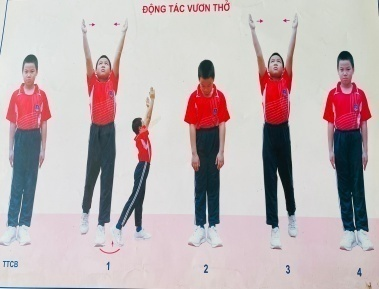 ĐỘNG TÁC VƯƠN THỞ
TTCB 1 2 3 4